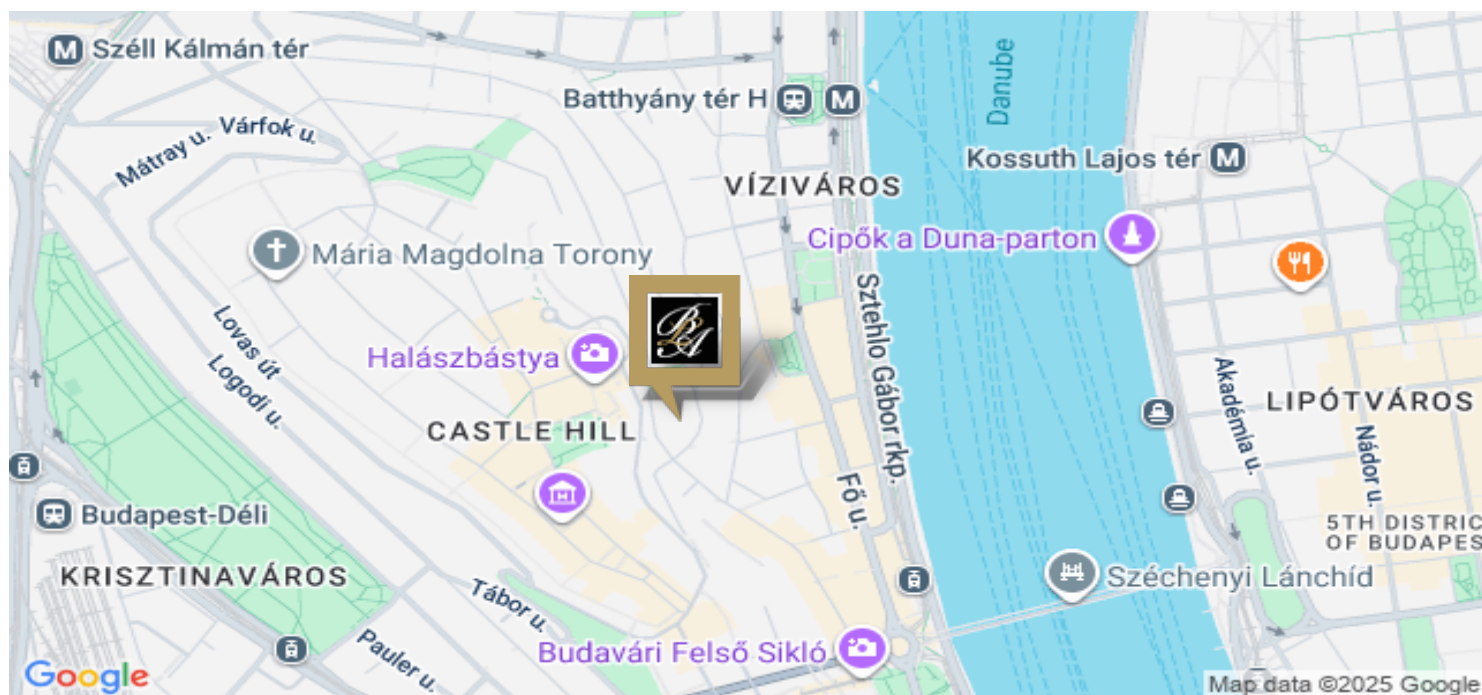 Széll Kálmán tér
Batthyány tér H
M
M
Várfok u.
Mátray u.
Kossuth Lajos tér
M
VÍZIVÁROS
Cipők a Duna-parton
Danube
Mária Magdolna Torony
Lovas út
Logodi u.
Halászbástya
BLA
Sztehlo Gábor rkp.
Akadémia u.
LIPÓTVÁROS
Nádor u.
CASTLE HILL
Fő u.
Budapest-Déli
5TH DISTRIC
OF BUDAPES
KRISZTINAVÁROS
Széchenyi Lánchíd
Tábor u.
Pauler u.
Budavári Felső Sikló
Google
Map data ©2025 Google